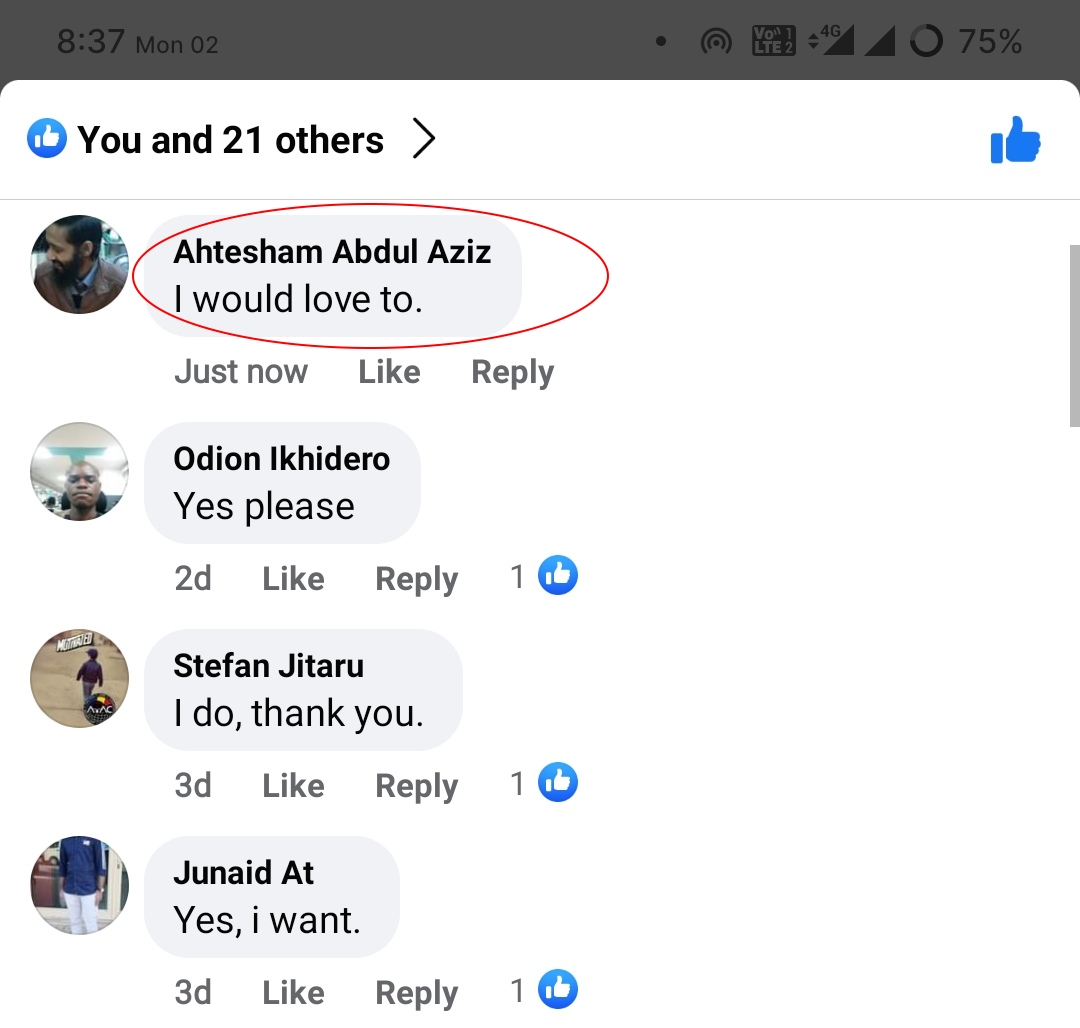 8:37 Mon 02 Vo)) 1 LTE 2 4G 75%
You and 21 others
Ahtesham Abdul Aziz
I would love to.
Just now Like Reply
Odion Ikhidero
Yes please
2d Like Reply 1
MOTIVATED
Stefan Jitaru
I do, thank you.
3d Like Reply 1
Junaid At
Yes, i want.
3d Like Reply 1